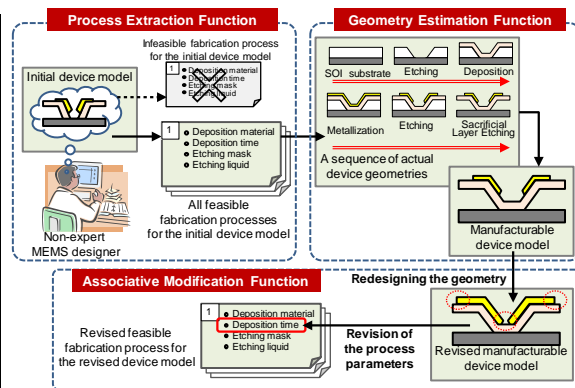 Process Extraction Function
Infeasible fabrication process
for the initial device model
Initial device model
1
Deposition material
Deposition time
Etching mask
Etching liquid
1
Deposition material
Deposition time
Etching mask
Etching liquid
All feasible
fabrication processes
for the initial device model
Non-expert
MEMS designer
Geometry Estimation Function
SOI substrate
Etching
Deposition
Metallization
Etching
Sacrificial
Layer Etching
A sequence of actual
device geometries
Manufacturable
device model
Associative Modification Function
Redesigning the geometry
Revised feasible
fabrication process for
the revised device model
1
Deposition material
Deposition time
Etching mask
Etching liquid
Revision of
the process
parameters
Revised manufacturable
device model